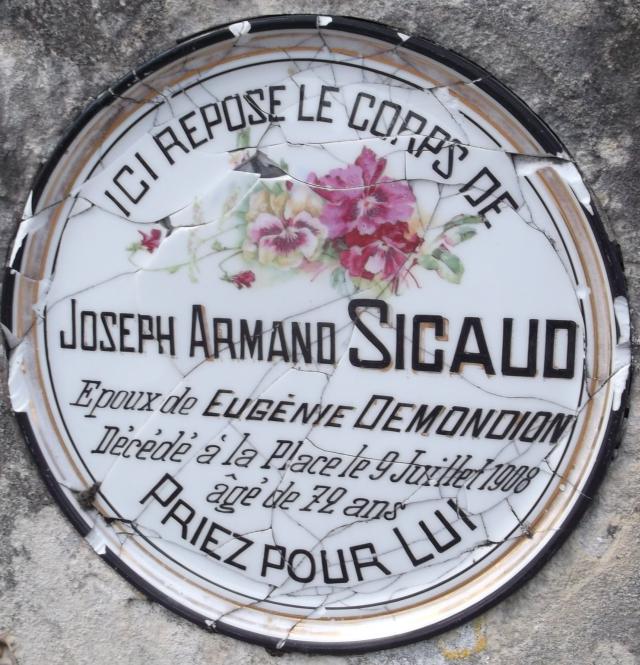 ICI REPOSE LE CORPS DE
JOSEPH ARMAND SICAUD
Epoux de EUGÉNIE DEMONDION
Décédé à la Place le 9 Juillet 1908
âgé de 72 ans
PRIEZ POUR LUI